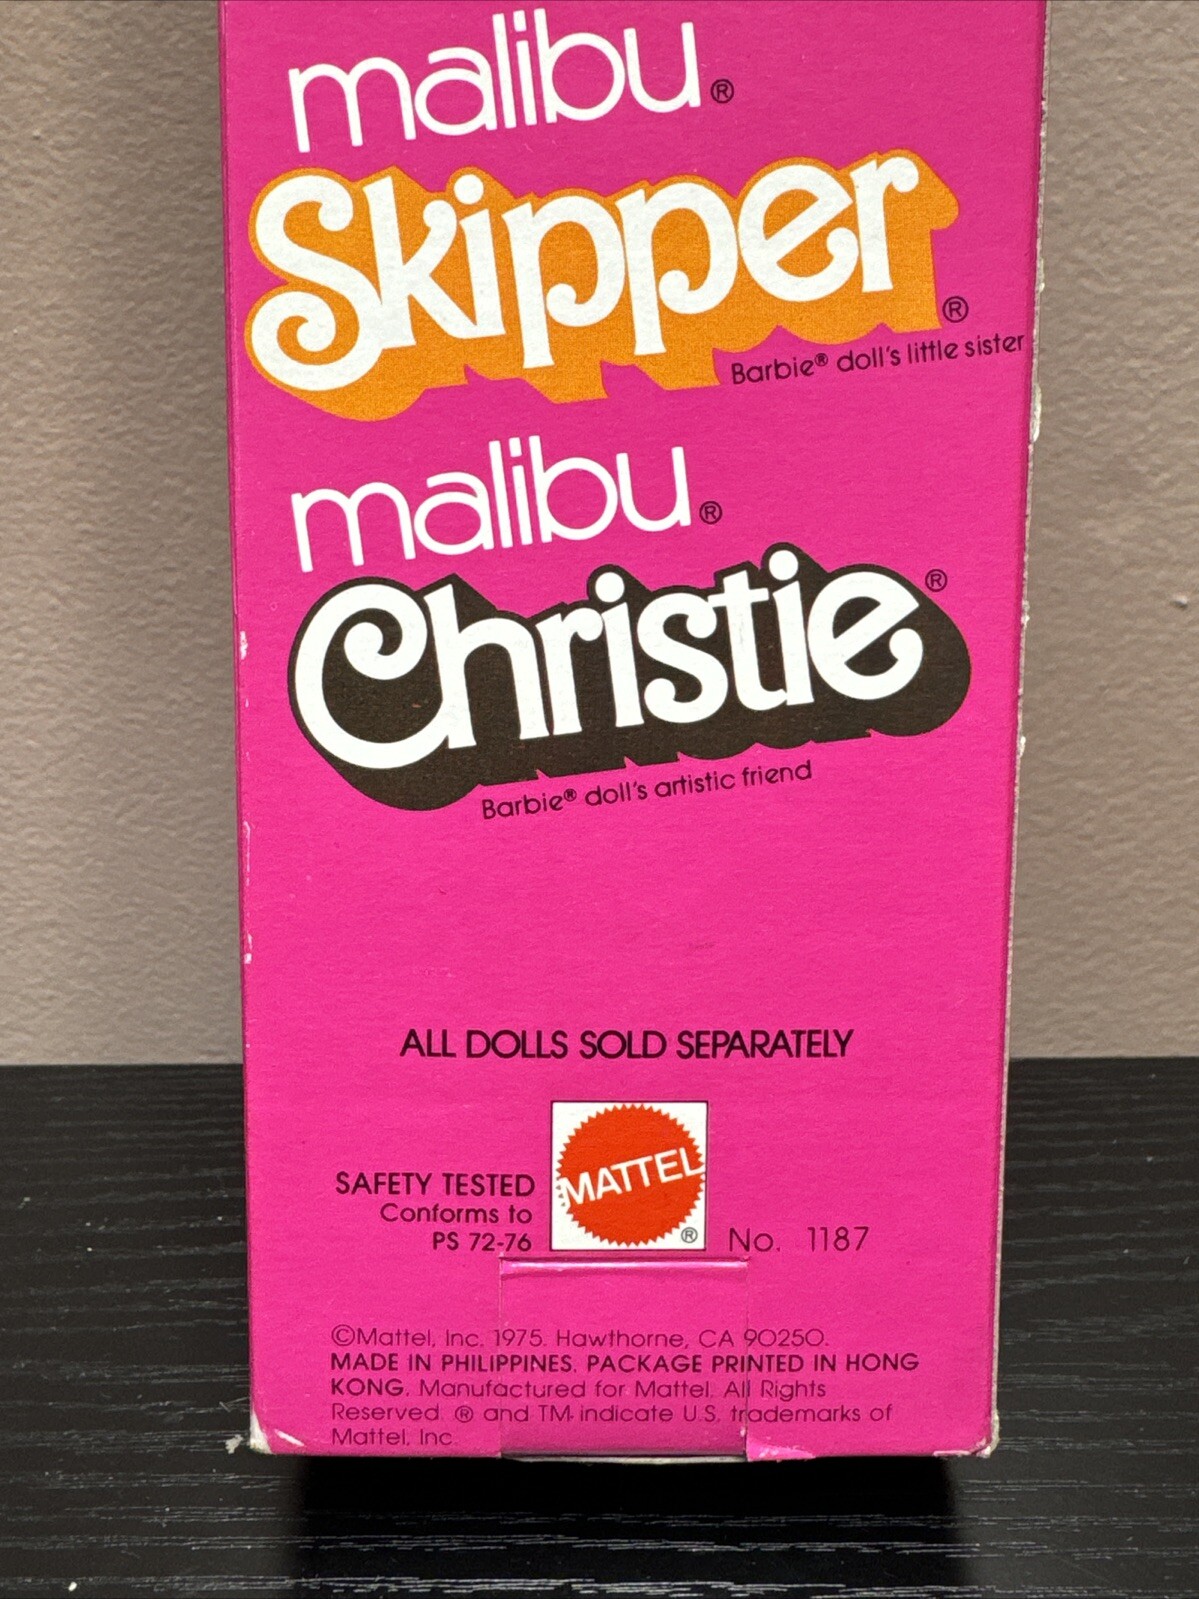 malibu®
Skipper®
Barbie® doll's little sister
malibu®
Christie®
Barbie® doll's artistic friend
ALL DOLLS SOLD SEPARATELY
SAFETY TESTED
Conforms to
PS 72-76
MATTEL®
No. 1187
©Mattel, Inc. 1975. Hawthorne, CA 90250.
MADE IN PHILIPPINES. PACKAGE PRINTED IN HONG
KONG. Manufactured for Mattel. All Rights
Reserved. ® and TM indicate U.S. trademarks of
Mattel, Inc.